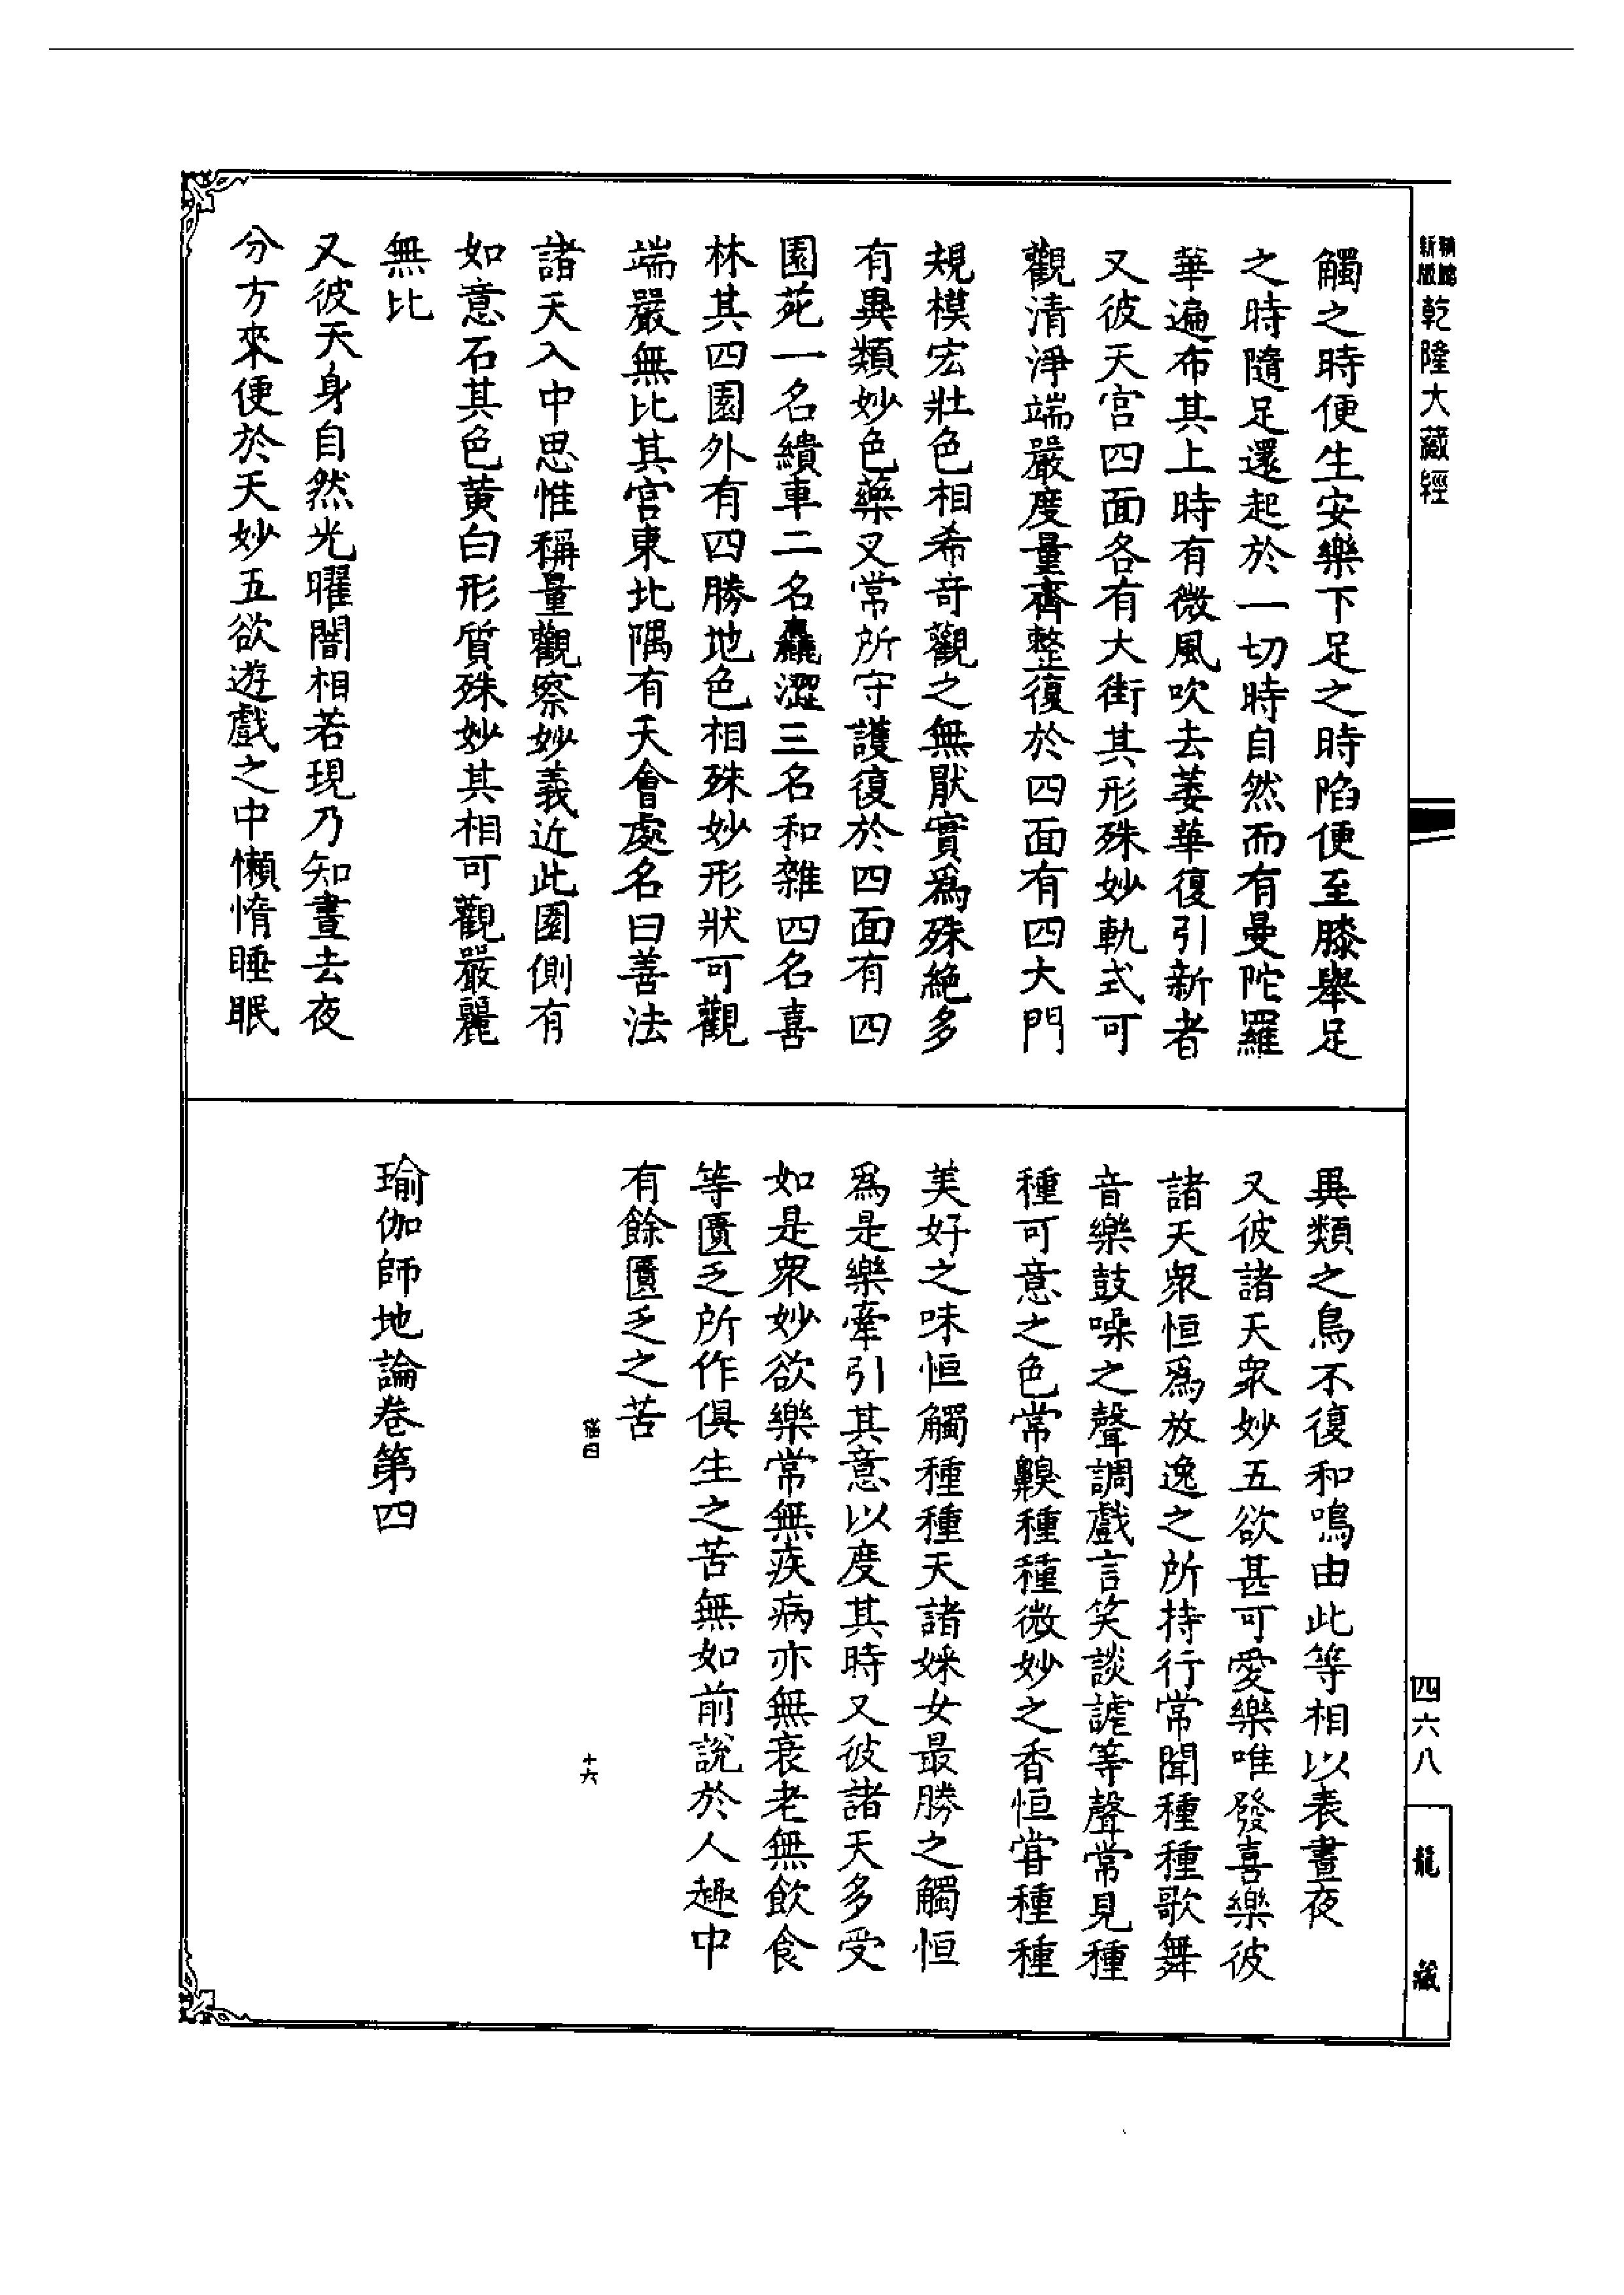 新版
乾隆大藏經
觸之時便生安樂下足之時陷便至膝舉足
之時隨足還起於一切時自然而有曼陀羅
華遍布其上時有微風吹去萎華復引新者
又彼天宮四面各有大街其形殊妙軌式可
觀清淨端嚴度量齊整復於四面有四大門
規模宏壯色相希奇觀之無厭實爲殊絶多
有異類妙色藥叉常所守護復於四面有四
園苑一名繢車二名麤澀三名和雜四名喜
林其四園外有四勝地色相殊妙形狀可觀
端嚴無比其宮東北隅有天會處名曰善法
諸天入中思惟稱量觀察妙義近此園側有
如意石其色黄白形質殊妙其相可觀嚴麗
無比
又彼天身自然光曜闇相若現乃知晝去夜
分方來便於天妙五欲遊戲之中懶惰睡眠
異類之鳥不復和鳴由此等相以表晝夜
又彼諸天衆妙五欲甚可愛樂唯發喜樂彼
諸天衆恒爲放逸之所持行常聞種種歌舞
音樂鼓噪之聲調戲言笑談謔等聲常見種
種可意之色常齅種種微妙之香恒甞種種
美好之味恒觸種種天諸婇女最勝之觸恒
爲是樂牽引其意以度其時又彼諸天多受
如是衆妙欲樂常無疾病亦無衰老無飲食
等匱乏所作俱生之苦無如前説於人趣中
有餘匱乏之苦
十六
瑜伽師地論卷第四
四六八
龍藏